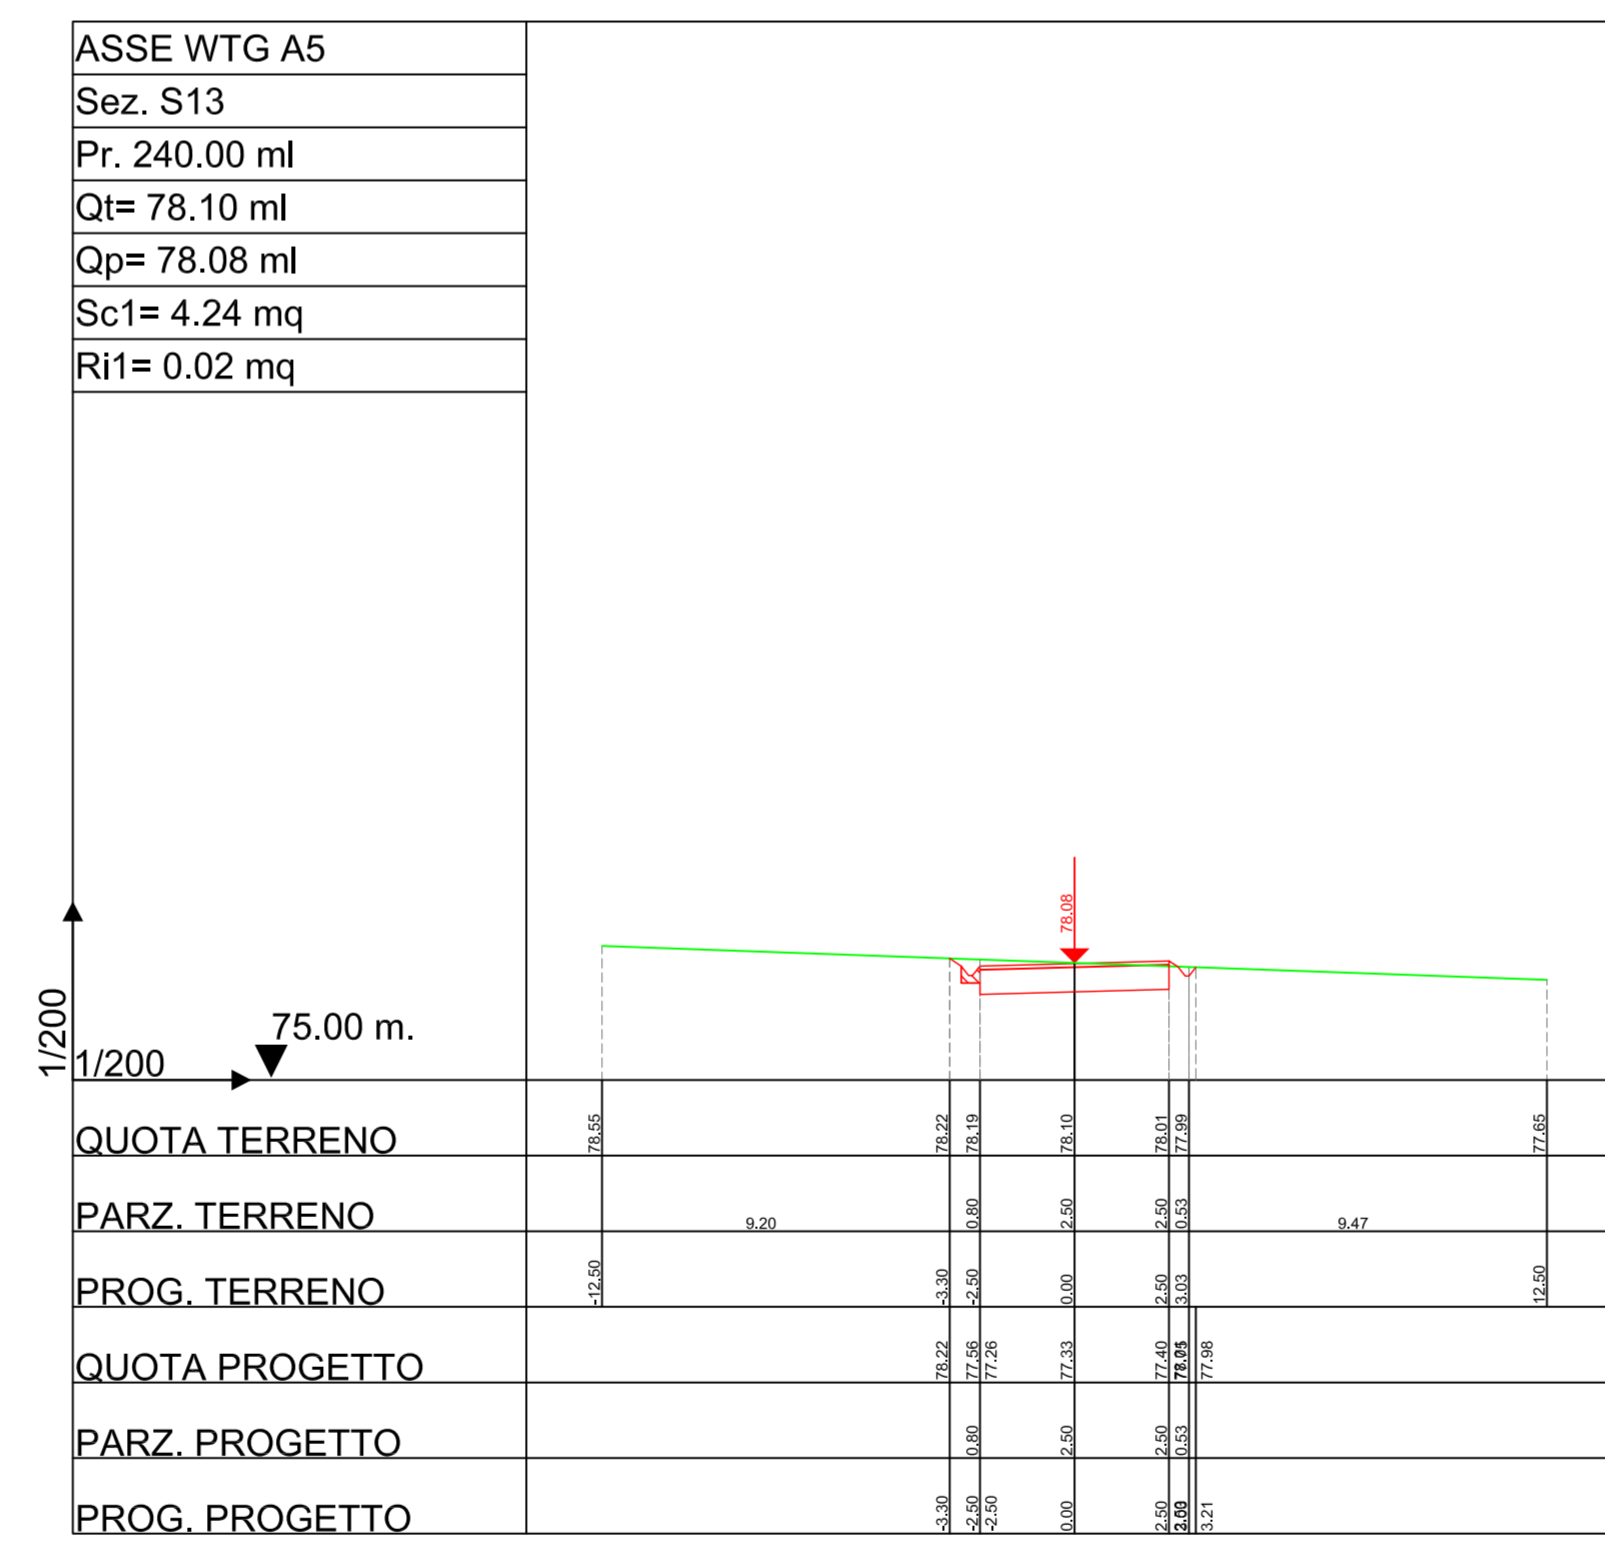 ASSE WTG A5
Sez. S13
Pr. 240.00 ml
Qt= 78.10 ml
Qp= 78.08 ml
Sc1= 4.24 mq
Ri1= 0.02 mq
78.08
1/200
75.00 m.
1/200
QUOTA TERRENO 78.55 78.22 78.19 78.10 78.01 77.99 77.65
PARZ. TERRENO 9.20 0.80 2.50 2.50 0.53 9.47
PROG. TERRENO -12.50 -3.30 -2.50 0.00 2.50 3.03 12.50
QUOTA PROGETTO 78.22 77.56 77.26 77.33 77.40 77.98
PARZ. PROGETTO 0.80 2.50 2.50 0.53
PROG. PROGETTO -3.30 -2.50 -2.50 0.00 2.50 3.21